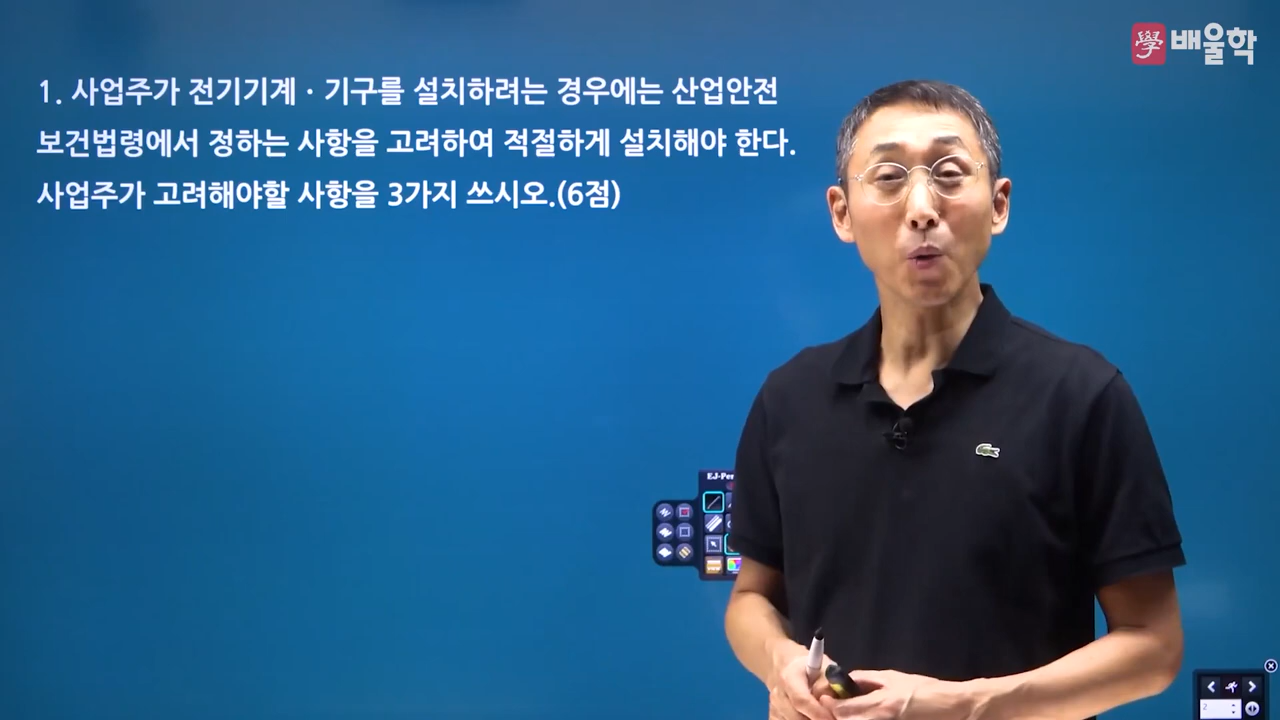 學 배울학
1. 사업주가 전기기계 · 기구를 설치하려는 경우에는 산업안전
보건법령에서 정하는 사항을 고려하여 적절하게 설치해야 한다.
사업주가 고려해야할 사항을 3가지 쓰시오.(6점)
2